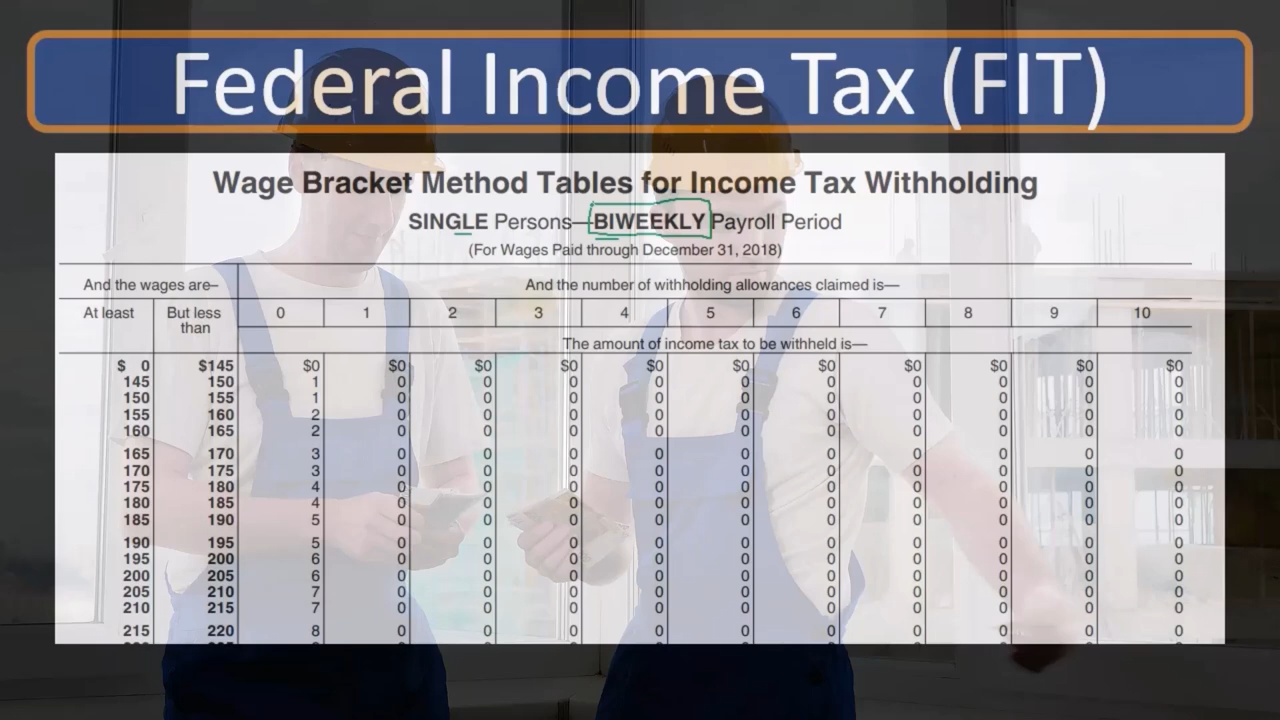 Federal Income Tax (FIT)
Wage Bracket Method Tables for Income Tax Withholding
SINGLE Persons—BIWEEKLY Payroll Period
(For Wages Paid through December 31, 2018)
And the wages are– And the number of withholding allowances claimed is—
At least But less than 0 1 2 3 4 5 6 7 8 9 10
The amount of income tax to be withheld is—
$ 0 $145 $0 $0 $0 $0 $0 $0 $0 $0 $0 $0 $0
145 150 1 0 0 0 0 0 0 0 0 0 0
150 155 1 0 0 0 0 0 0 0 0 0 0
155 160 2 0 0 0 0 0 0 0 0 0 0
160 165 2 0 0 0 0 0 0 0 0 0 0
165 170 3 0 0 0 0 0 0 0 0 0 0
170 175 3 0 0 0 0 0 0 0 0 0 0
175 180 4 0 0 0 0 0 0 0 0 0 0
180 185 4 0 0 0 0 0 0 0 0 0 0
185 190 5 0 0 0 0 0 0 0 0 0 0
190 195 5 0 0 0 0 0 0 0 0 0 0
195 200 6 0 0 0 0 0 0 0 0 0 0
200 205 6 0 0 0 0 0 0 0 0 0 0
205 210 7 0 0 0 0 0 0 0 0 0 0
210 215 7 0 0 0 0 0 0 0 0 0 0
215 220 8 0 0 0 0 0 0 0 0 0 0